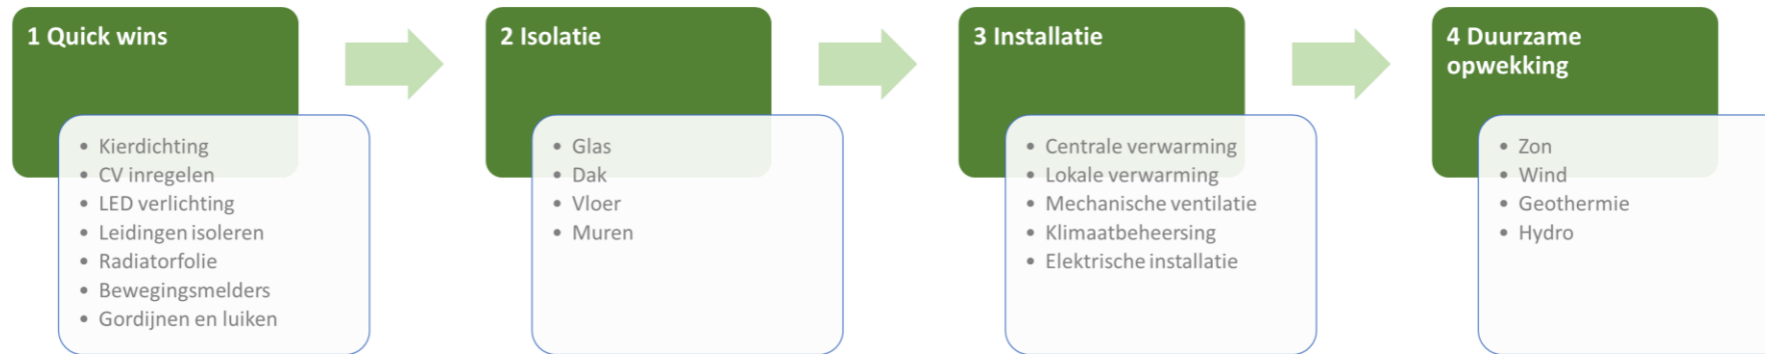 1 Quick wins
• Kierdichting
• CV inregelen
• LED verlichting
• Leidingen isoleren
• Radiatorfolie
• Bewegingsmelders
• Gordijnen en luiken
2 Isolatie
• Glas
• Dak
• Vloer
• Muren
3 Installatie
• Centrale verwarming
• Lokale verwarming
• Mechanische ventilatie
• Klimaatbeheersing
• Elektrische installatie
4 Duurzame
opwekking
• Zon
• Wind
• Geothermie
• Hydro